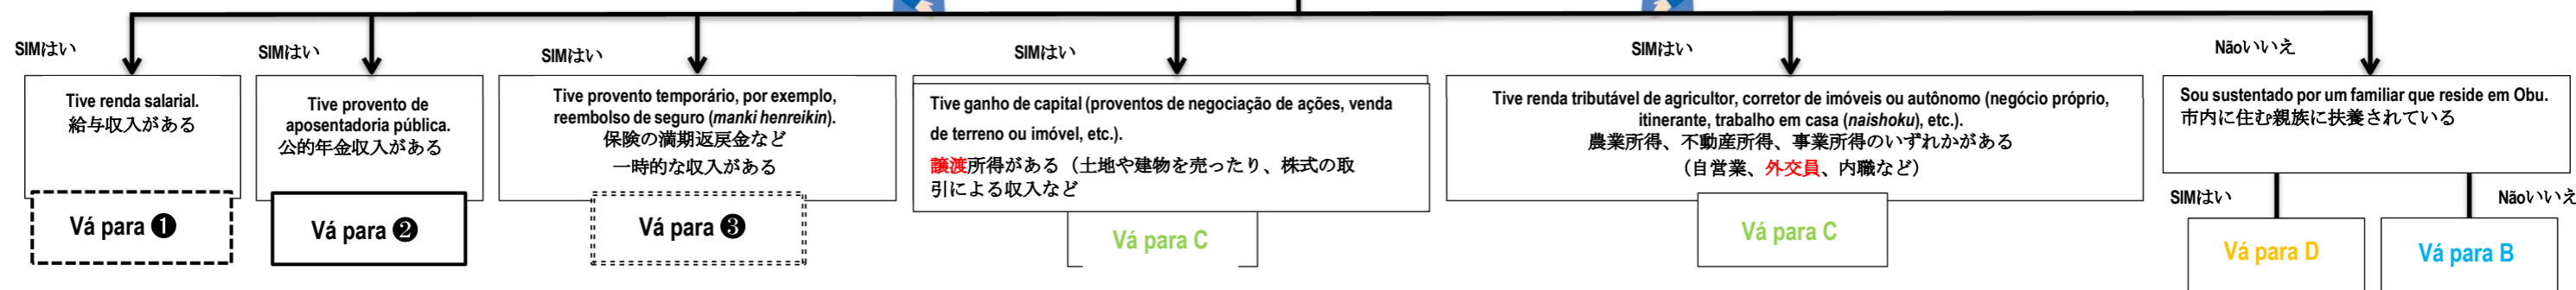 SIMはい
Tive renda salarial.
給与収入がある
Vá para ❶
SIMはい
Tive provento de
aposentadoria pública.
公的年金収入がある
Vá para ❷
SIMはい
Tive provento temporário, por exemplo,
reembolso de seguro (manki henreikin).
保険の満期返戻金など
一時的な収入がある
Vá para ❸
SIMはい
Tive ganho de capital (proventos de negociação de ações, venda
de terreno ou imóvel, etc.).
譲渡所得がある（土地や建物を売ったり、株式の取
引による収入など
Vá para C
SIMはい
Tive renda tributável de agricultor, corretor de imóveis ou autônomo (negócio próprio,
itinerante, trabalho em casa (naishoku), etc.).
農業所得、不動産所得、事業所得のいずれかがある
（自営業、外交員、内職など）
Vá para C
Nãoいいえ
Sou sustentado por um familiar que reside em Obu.
市内に住む親族に扶養されている
SIMはい
Vá para D
Nãoいいえ
Vá para B